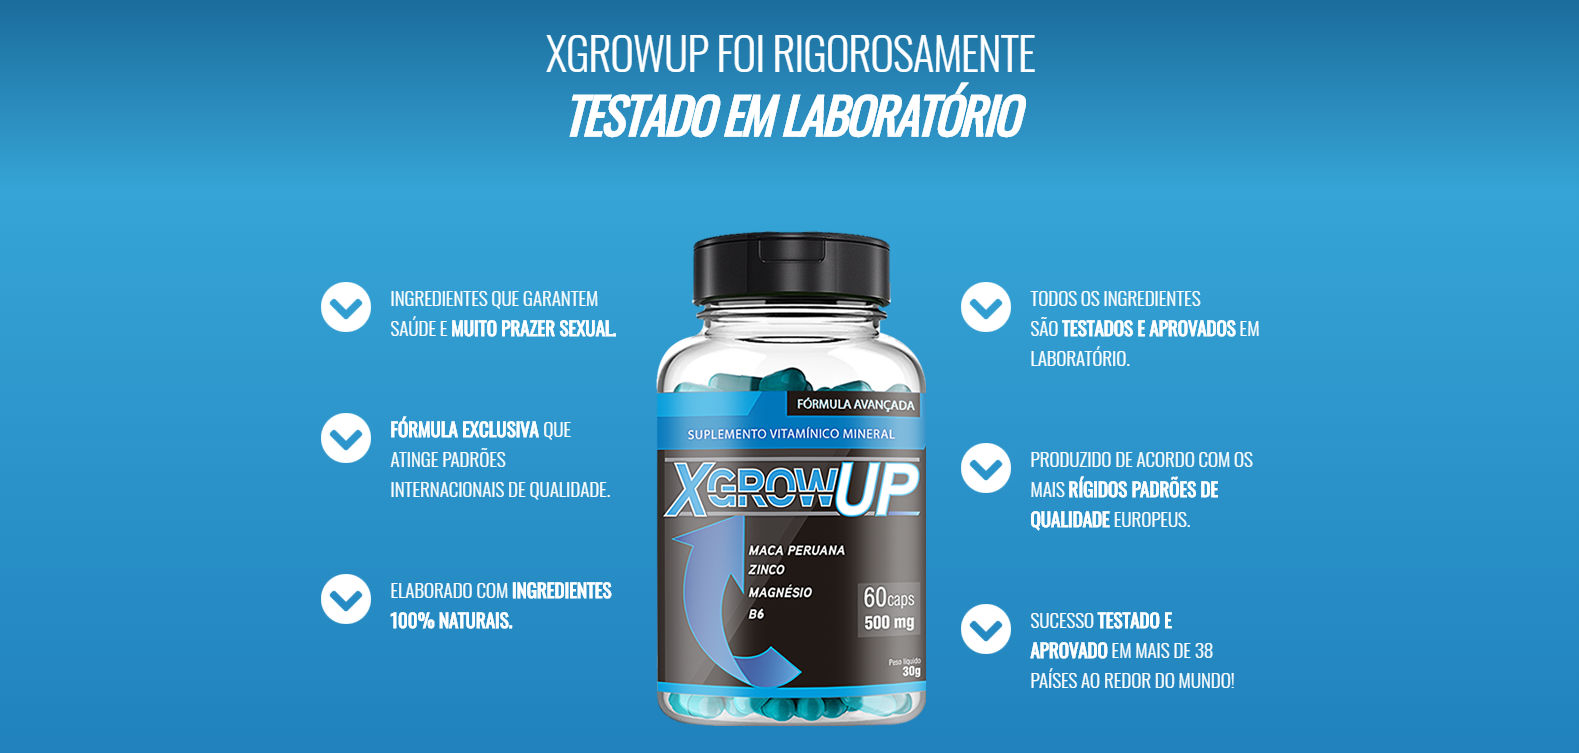 XGROWUP FOI RIGOROSAMENTE
TESTADO EM LABORATÓRIO
INGREDIENTES QUE GARANTEM
SAÚDE E MUITO PRAZER SEXUAL.
FÓRMULA EXCLUSIVA QUE
ATINGE PADRÕES
INTERNACIONAIS DE QUALIDADE.
ELABORADO COM INGREDIENTES
100% NATURAIS.
FÓRMULA AVANÇADA
SUPLEMENTO VITAMÍNICO MINERAL
XGROWUP
MACA PERUANA
ZINCO
MAGNÉSIO
B6
60caps
500 mg
Peso líquido
30g
TODOS OS INGREDIENTES
SÃO TESTADOS E APROVADOS EM
LABORATÓRIO.
PRODUZIDO DE ACORDO COM OS
MAIS RÍGIDOS PADRÕES DE
QUALIDADE EUROPEUS.
SUCESSO TESTADO E
APROVADO EM MAIS DE 38
PAÍSES AO REDOR DO MUNDO!